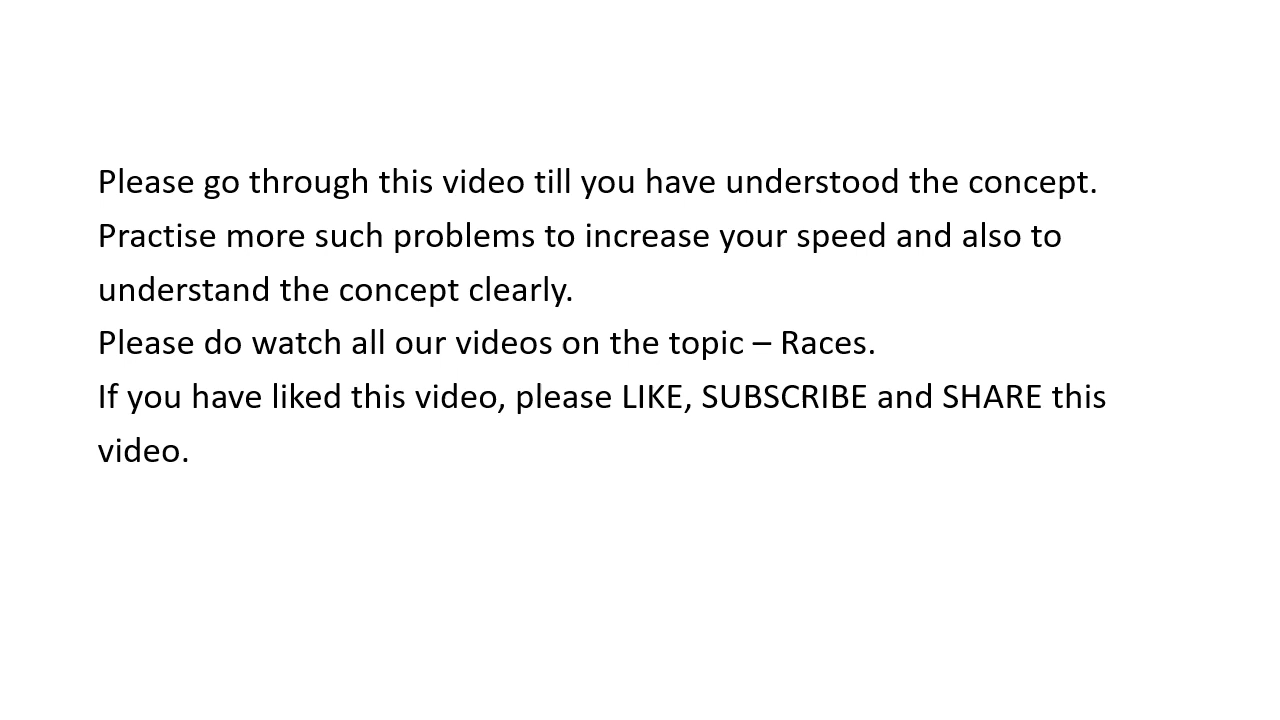 Please go through this video till you have understood the concept.
Practise more such problems to increase your speed and also to
understand the concept clearly.
Please do watch all our videos on the topic – Races.
If you have liked this video, please LIKE, SUBSCRIBE and SHARE this
video.